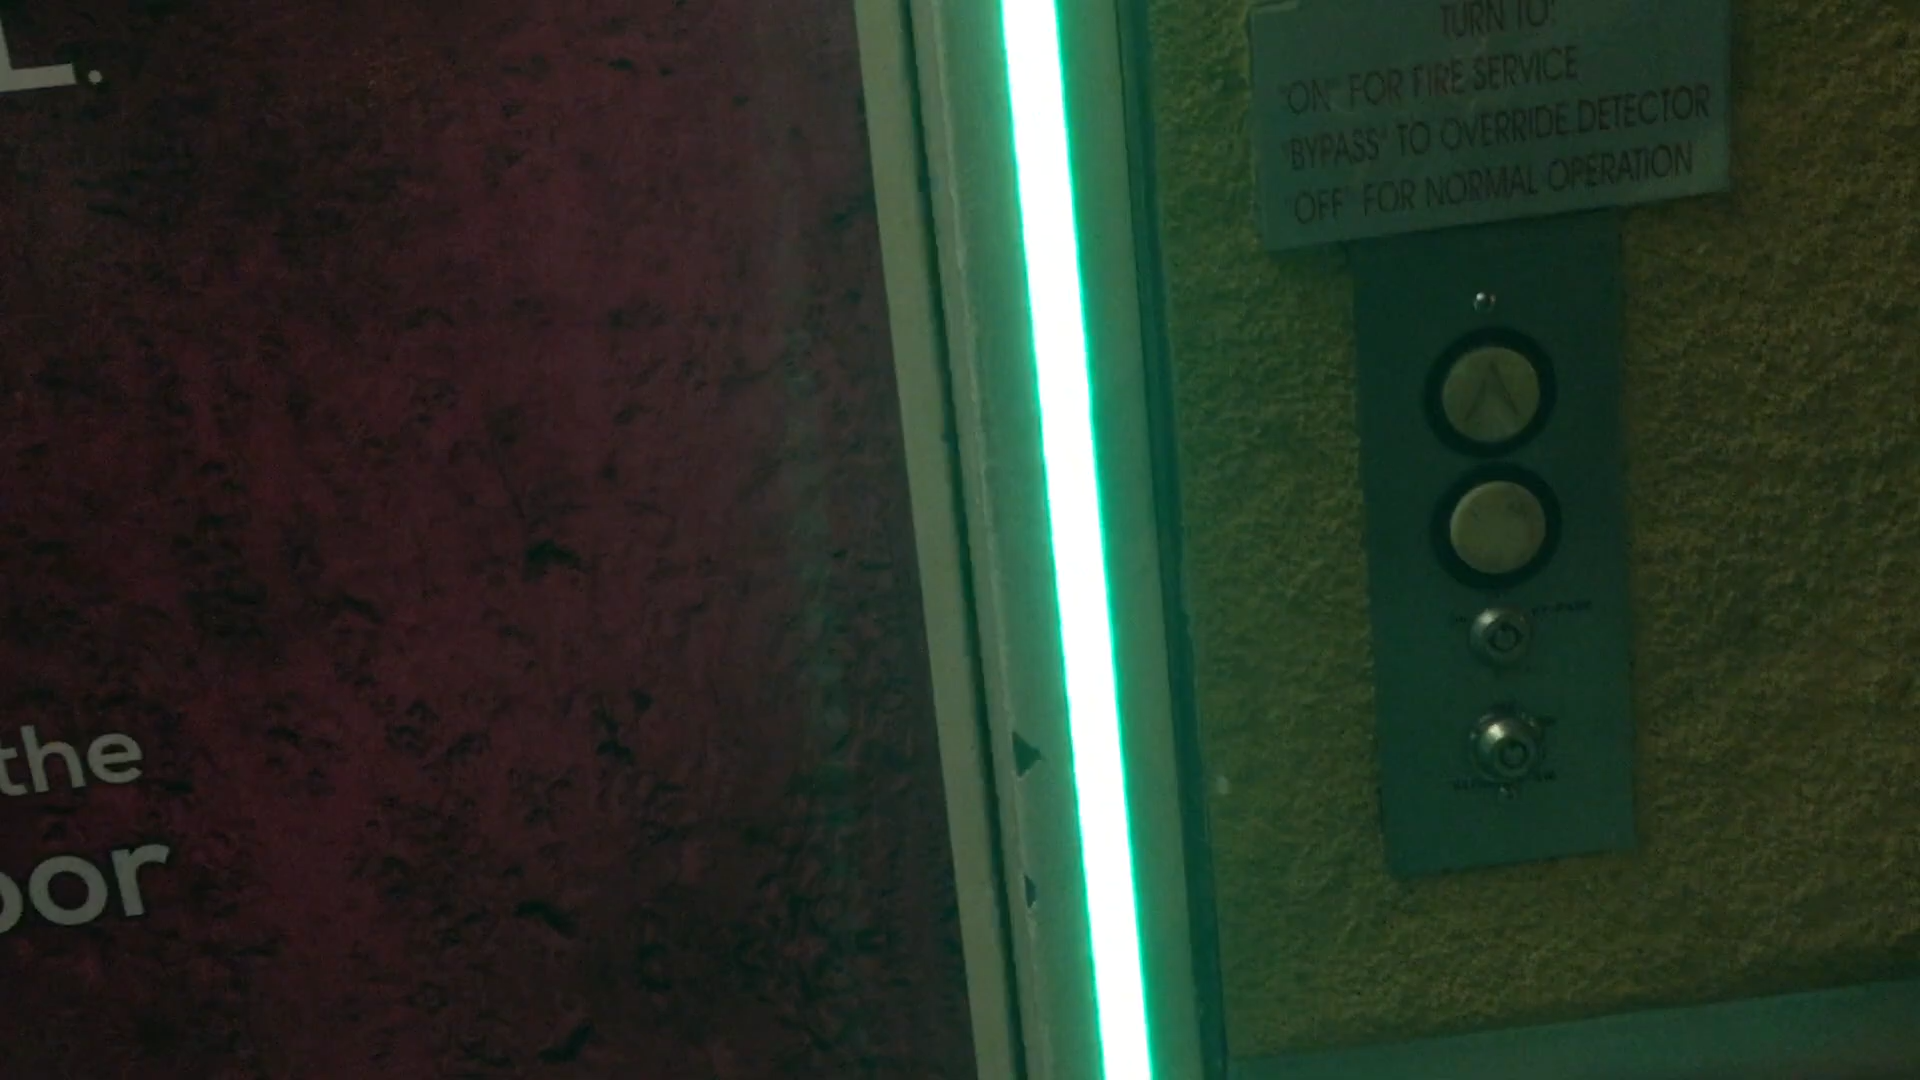 L.
the
oor
TURN TO:
"ON" FOR FIRE SERVICE
"BYPASS" TO OVERRIDE DETECTOR
"OFF" FOR NORMAL OPERATION